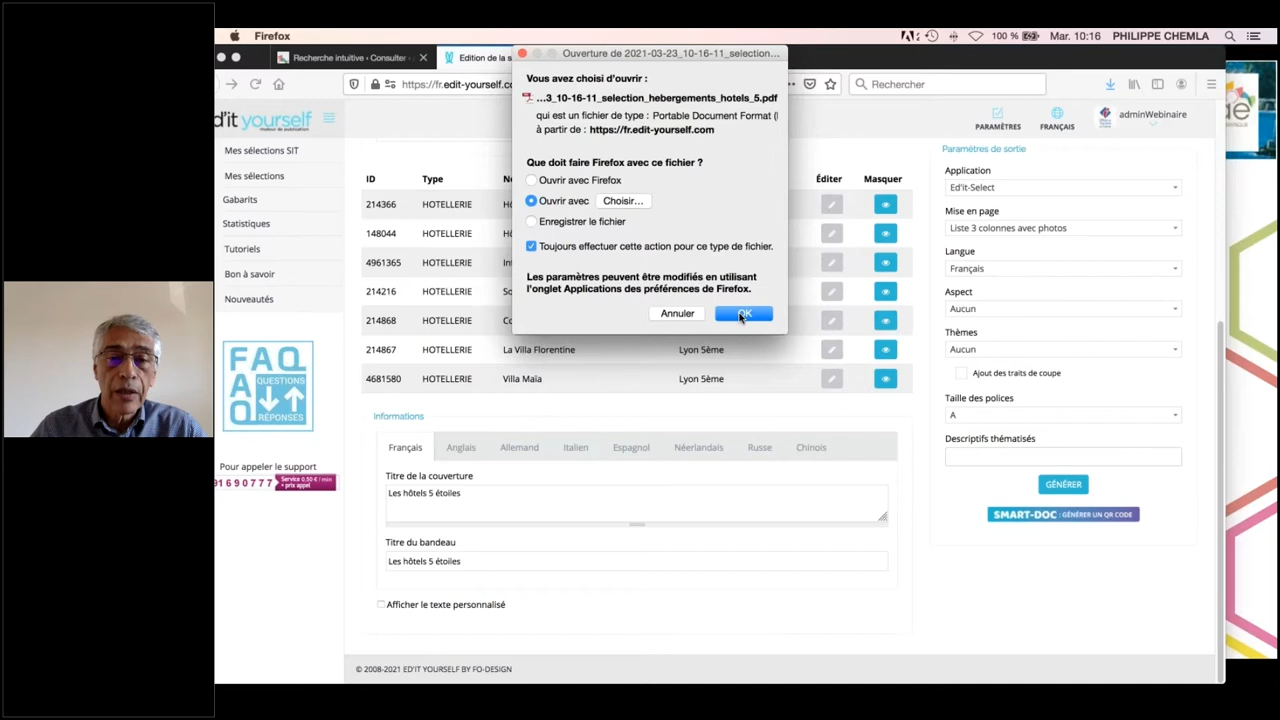 Firefox
100 %
Mar. 10:16
PHILIPPE CHEMLA
Recherche intuitive ‹ Consulter ‹
Edition de la s
https://fr.edit-yourself.co
Rechercher
d'it yourself
moteur de publication
PARAMÈTRES
FRANÇAIS
adminWebinaire
Mes sélections SIT
Mes sélections
Gabarits
Statistiques
Tutoriels
Bon à savoir
Nouveautés
FAQ
AQ
QUESTIONS
RÉPONSES
Pour appeler le support
91690777
Service 0,50 € / min
+ prix appel
Ouverture de 2021-03-23_10-16-11_selection...
Vous avez choisi d'ouvrir :
...3_10-16-11_selection_hebergements_hotels_5.pdf
qui est un fichier de type : Portable Document Format (
à partir de : https://fr.edit-yourself.com
Que doit faire Firefox avec ce fichier ?
Ouvrir avec Firefox
Ouvrir avec
Choisir...
Enregistrer le fichier
Toujours effectuer cette action pour ce type de fichier.
Les paramètres peuvent être modifiés en utilisant
l'onglet Applications des préférences de Firefox.
Annuler
OK
ID
Type
Éditer
Masquer
214366
HOTELLERIE
148044
HOTELLERIE
4961365
HOTELLERIE
214216
HOTELLERIE
214868
HOTELLERIE
214867
HOTELLERIE
La Villa Florentine
Lyon 5ème
4681580
HOTELLERIE
Villa Maïa
Lyon 5ème
Informations
Français
Anglais
Allemand
Italien
Espagnol
Néerlandais
Russe
Chinois
Titre de la couverture
Les hôtels 5 étoiles
Titre du bandeau
Les hôtels 5 étoiles
Afficher le texte personnalisé
Paramètres de sortie
Application
Ed'it-Select
Mise en page
Liste 3 colonnes avec photos
Langue
Français
Aspect
Aucun
Thèmes
Aucun
Ajout des traits de coupe
Taille des polices
A
Descriptifs thématisés
GÉNÉRER
SMART-DOC : GÉNÉRER UN QR CODE
© 2008-2021 ED'IT YOURSELF BY FO-DESIGN